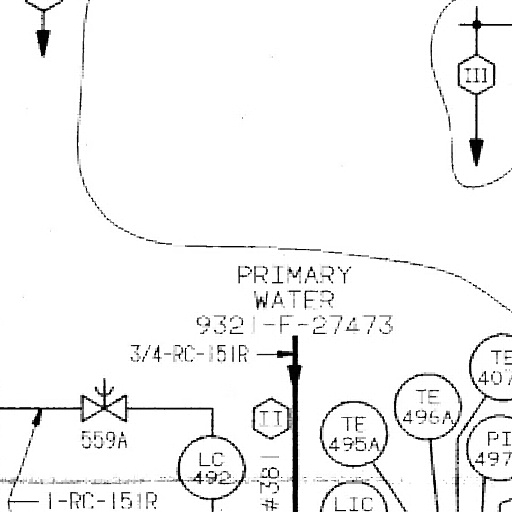 III
PRIMARY
WATER
9321-F-27473
3/4-RC-151R
TE
407
TE
496A
II
TE
495A
PI
497
559A
LC
492
#381
1-RC-151R
LIC